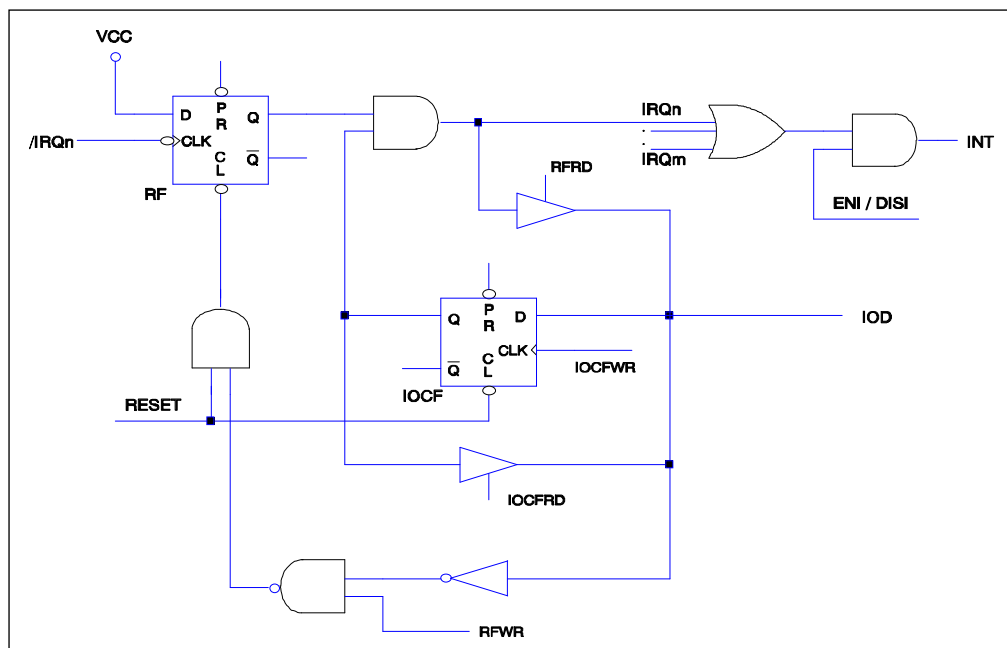 VCC
D
P
R
Q
/IRQn
CLK
C
L
Q
RF
IRQn
:
IRQm
INT
RFRD
ENI / DISI
Q
P
R
D
IOD
CLK
C
L
Q
IOCFWR
IOCF
RESET
IOCFRD
RFWR